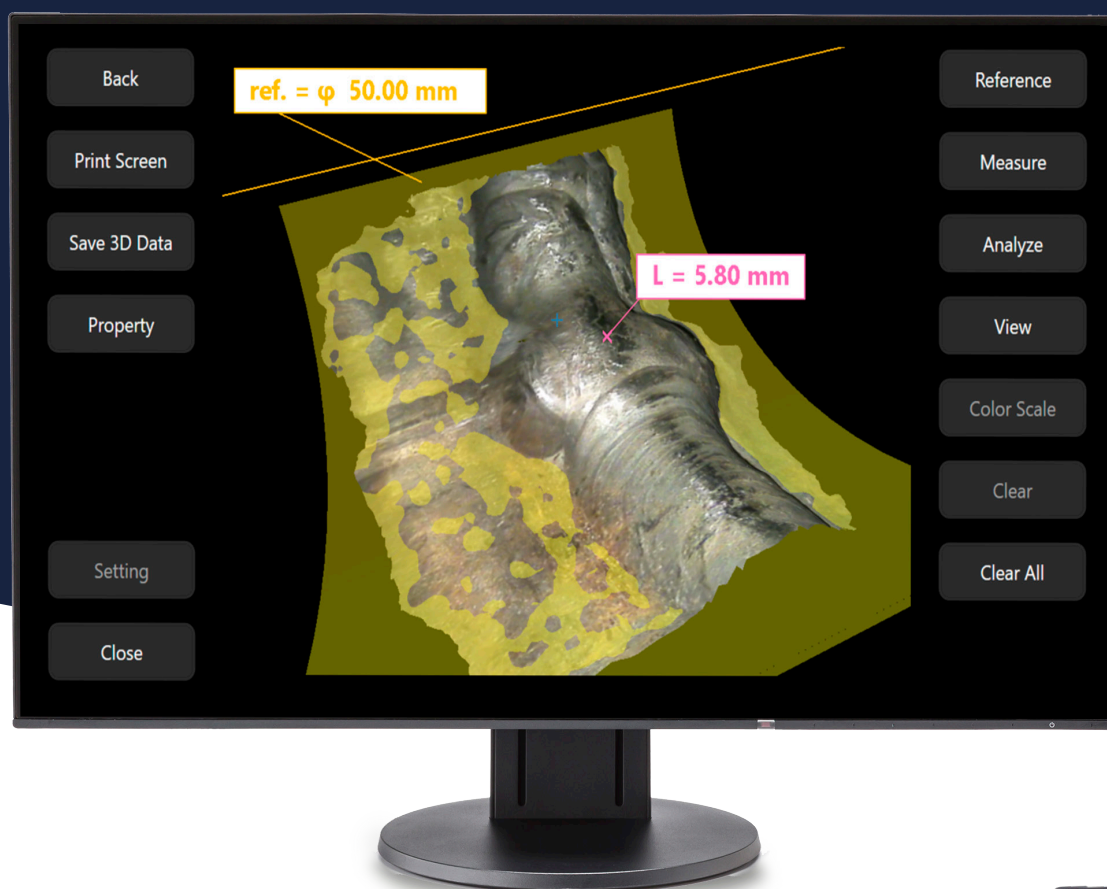 Back
Print Screen
Save 3D Data
Property
Setting
Close
ref. = φ 50.00 mm
L = 5.80 mm
Reference
Measure
Analyze
View
Color Scale
Clear
Clear All